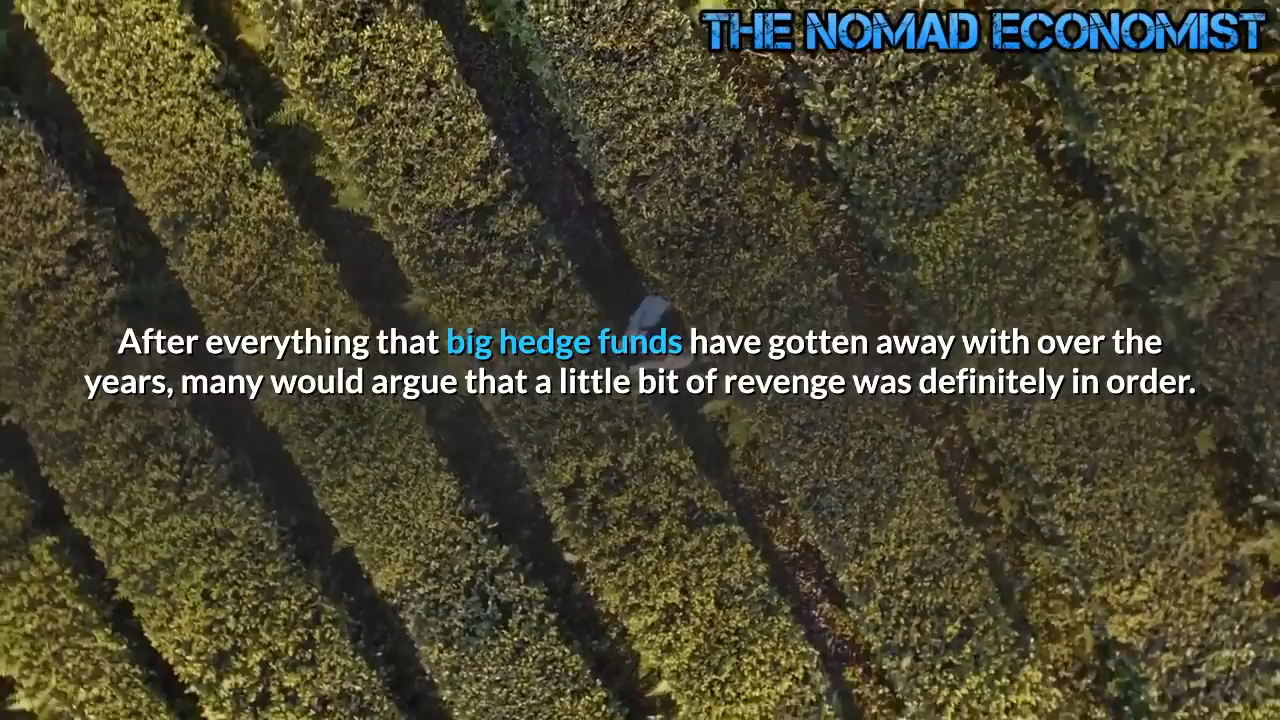 THE NOMAD ECONOMIST
After everything that big hedge funds have gotten away with over the
years, many would argue that a little bit of revenge was definitely in order.